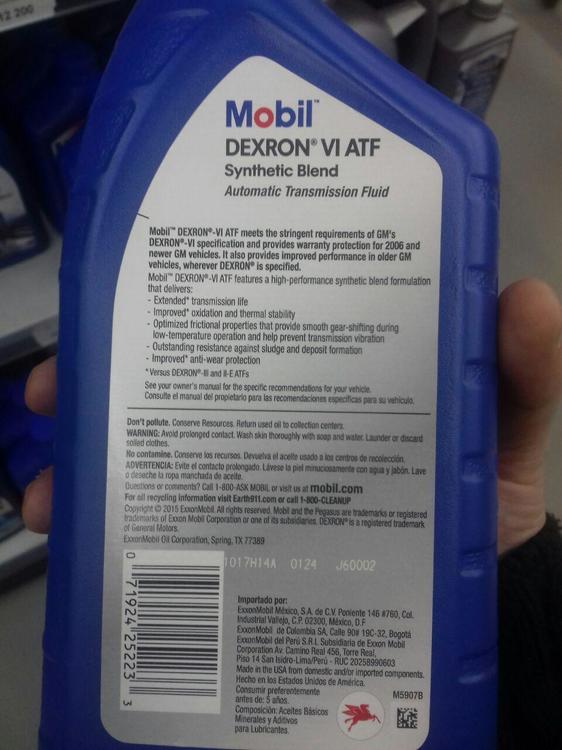 12 200
Mobil™
DEXRON® VI ATF
Synthetic Blend
Automatic Transmission Fluid
Mobil™ DEXRON®-VI ATF meets the stringent requirements of GM's
DEXRON®-VI specification and provides warranty protection for 2006 and
newer GM vehicles. It also provides improved performance in older GM
vehicles, wherever DEXRON® is specified.
Mobil™ DEXRON®-VI ATF features a high-performance synthetic blend formulation
that delivers:
- Extended* transmission life
- Improved* oxidation and thermal stability
- Optimized frictional properties that provide smooth gear-shifting during
low-temperature operation and help prevent transmission vibration
- Outstanding resistance against sludge and deposit formation
- Improved* anti-wear protection
* Versus DEXRON®-III and II-E ATFs
See your owner's manual for the specific recommendations for your vehicle.
Consulte el manual del propietario para las recomendaciones específicas para su vehículo.
Don't pollute. Conserve Resources. Return used oil to collection centers.
WARNING: Avoid prolonged contact. Wash skin thoroughly with soap and water. Launder or discard
soiled clothes.
No contamine. Conserve los recursos. Devuelva el aceite usado a los centros de recolección.
ADVERTENCIA: Evite el contacto prolongado. Lávese la piel minuciosamente con agua y jabón. Lave
o deseche la ropa manchada de aceite.
Questions or comments? Call 1-800-ASK MOBIL or visit us at mobil.com
For all recycling information visit Earth911.com or call 1-800-CLEANUP
Copyright © 2015 ExxonMobil. All rights reserved. Mobil and the Pegasus are trademarks or registered
trademarks of Exxon Mobil Corporation or one of its subsidiaries. DEXRON® is a registered trademark
of General Motors.
ExxonMobil Oil Corporation, Spring, TX 77389
1017H14A 0124 J60002
0 71924 25223 3
Importado por:
ExxonMobil México, S.A. de C.V. Poniente 146 #760, Col.
Industrial Vallejo, C.P. 02300, México, D.F
ExxonMobil de Colombia SA, Calle 90# 19C-32, Bogotá
ExxonMobil del Perú S.R.L Subsidiaria de Exxon Mobil
Corporation Av. Camino Real 456, Torre Real,
Piso 14 San Isidro-Lima/Perú - RUC 20258990603
Made in the USA from domestic and/or imported components.
Hecho en los Estados Unidos de América.
Consumir preferentemente
antes de: 5 años.
Composición: Aceites Básicos
Minerales y Aditivos
para Lubricantes.
M5907B